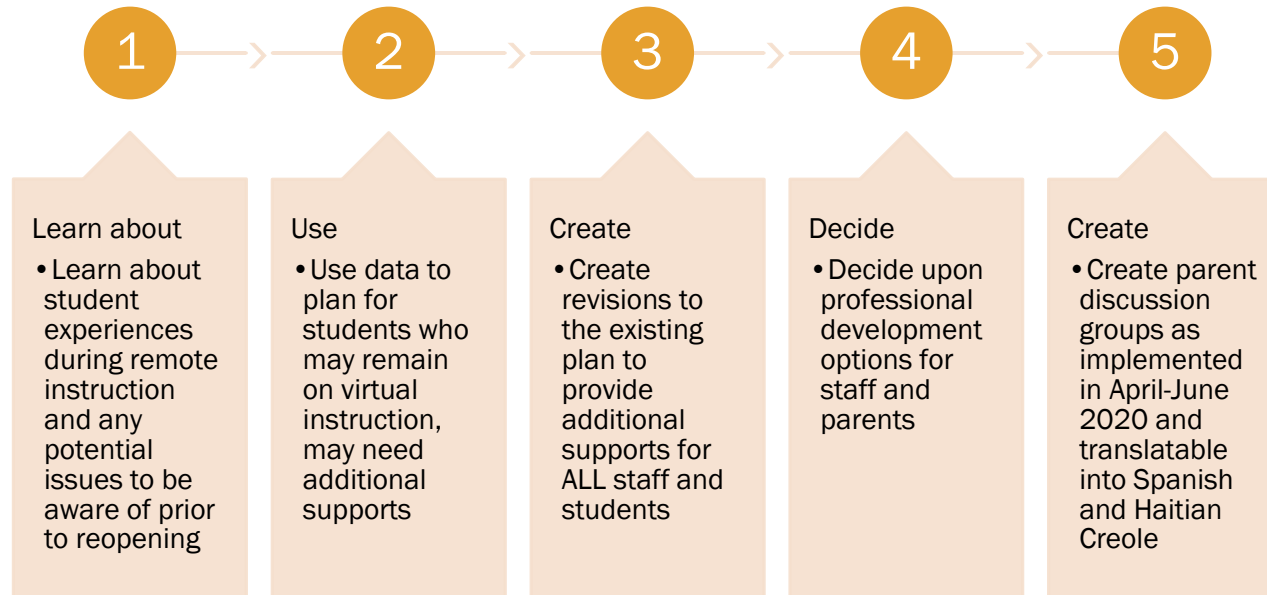 1
2
3
4
5
Learn about
•Learn about
student
experiences
during remote
instruction
and any
potential
issues to be
aware of prior
to reopening
Use
•Use data to
plan for
students who
may remain
on virtual
instruction,
may need
additional
supports
Create
•Create
revisions to
the existing
plan to
provide
additional
supports for
ALL staff and
students
Decide
•Decide upon
professional
development
options for
staff and
parents
Create
•Create parent
discussion
groups as
implemented
in April-June
2020 and
translatable
into Spanish
and Haitian
Creole